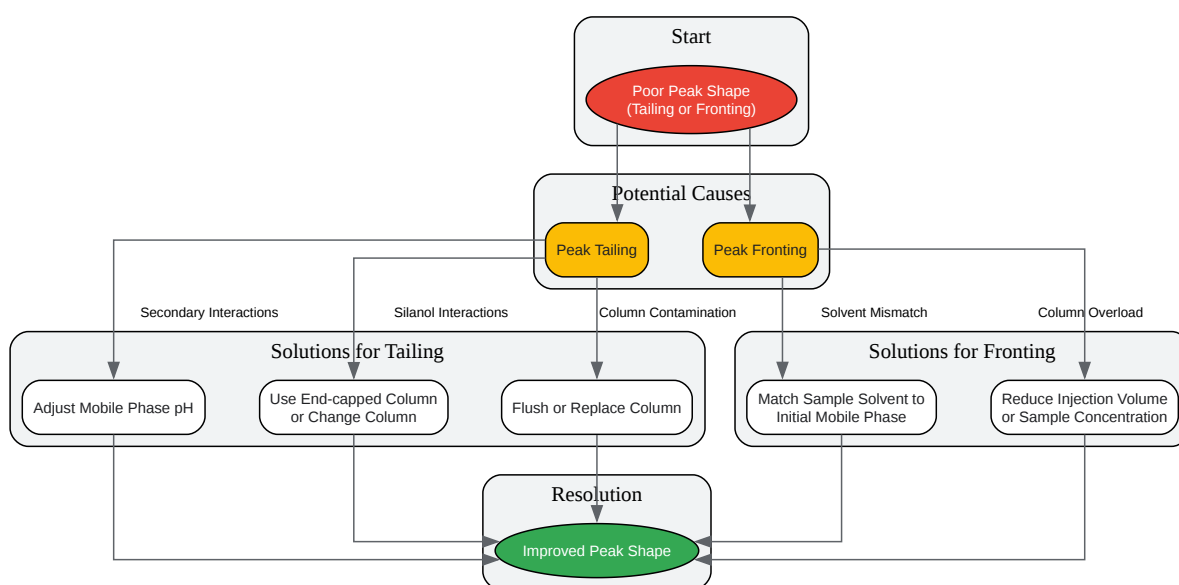 Start
Poor Peak Shape
(Tailing or Fronting)
Potential Causes
Peak Tailing
Peak Fronting
Secondary Interactions
Silanol Interactions
Column Contamination
Solvent Mismatch
Column Overload
Solutions for Tailing
Solutions for Fronting
Adjust Mobile Phase pH
Use End-capped Column
or Change Column
Flush or Replace Column
Match Sample Solvent to
Initial Mobile Phase
Reduce Injection Volume
or Sample Concentration
Resolution
Improved Peak Shape